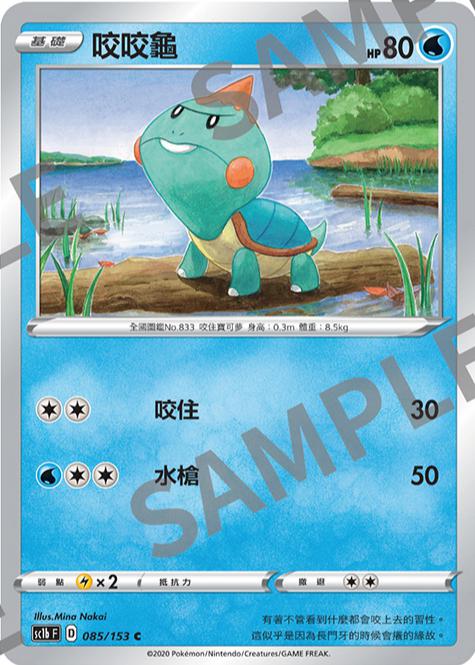 基礎 咬咬龜 HP 80
全國圖鑑No.833 咬住寶可夢 身高：0.3m 體重：8.5kg
咬住 30
水槍 50
弱點 ×2 抵抗力 撤退
Illus.Mina Nakai
sc1b F D 085/153 C
有著不管看到什麼都會咬上去的習性。
這似乎是因為長門牙的時候會癢的緣故。
©2020 Pokémon/Nintendo/Creatures/GAME FREAK.
SAMPLE
SAMPLE
SAMPLE